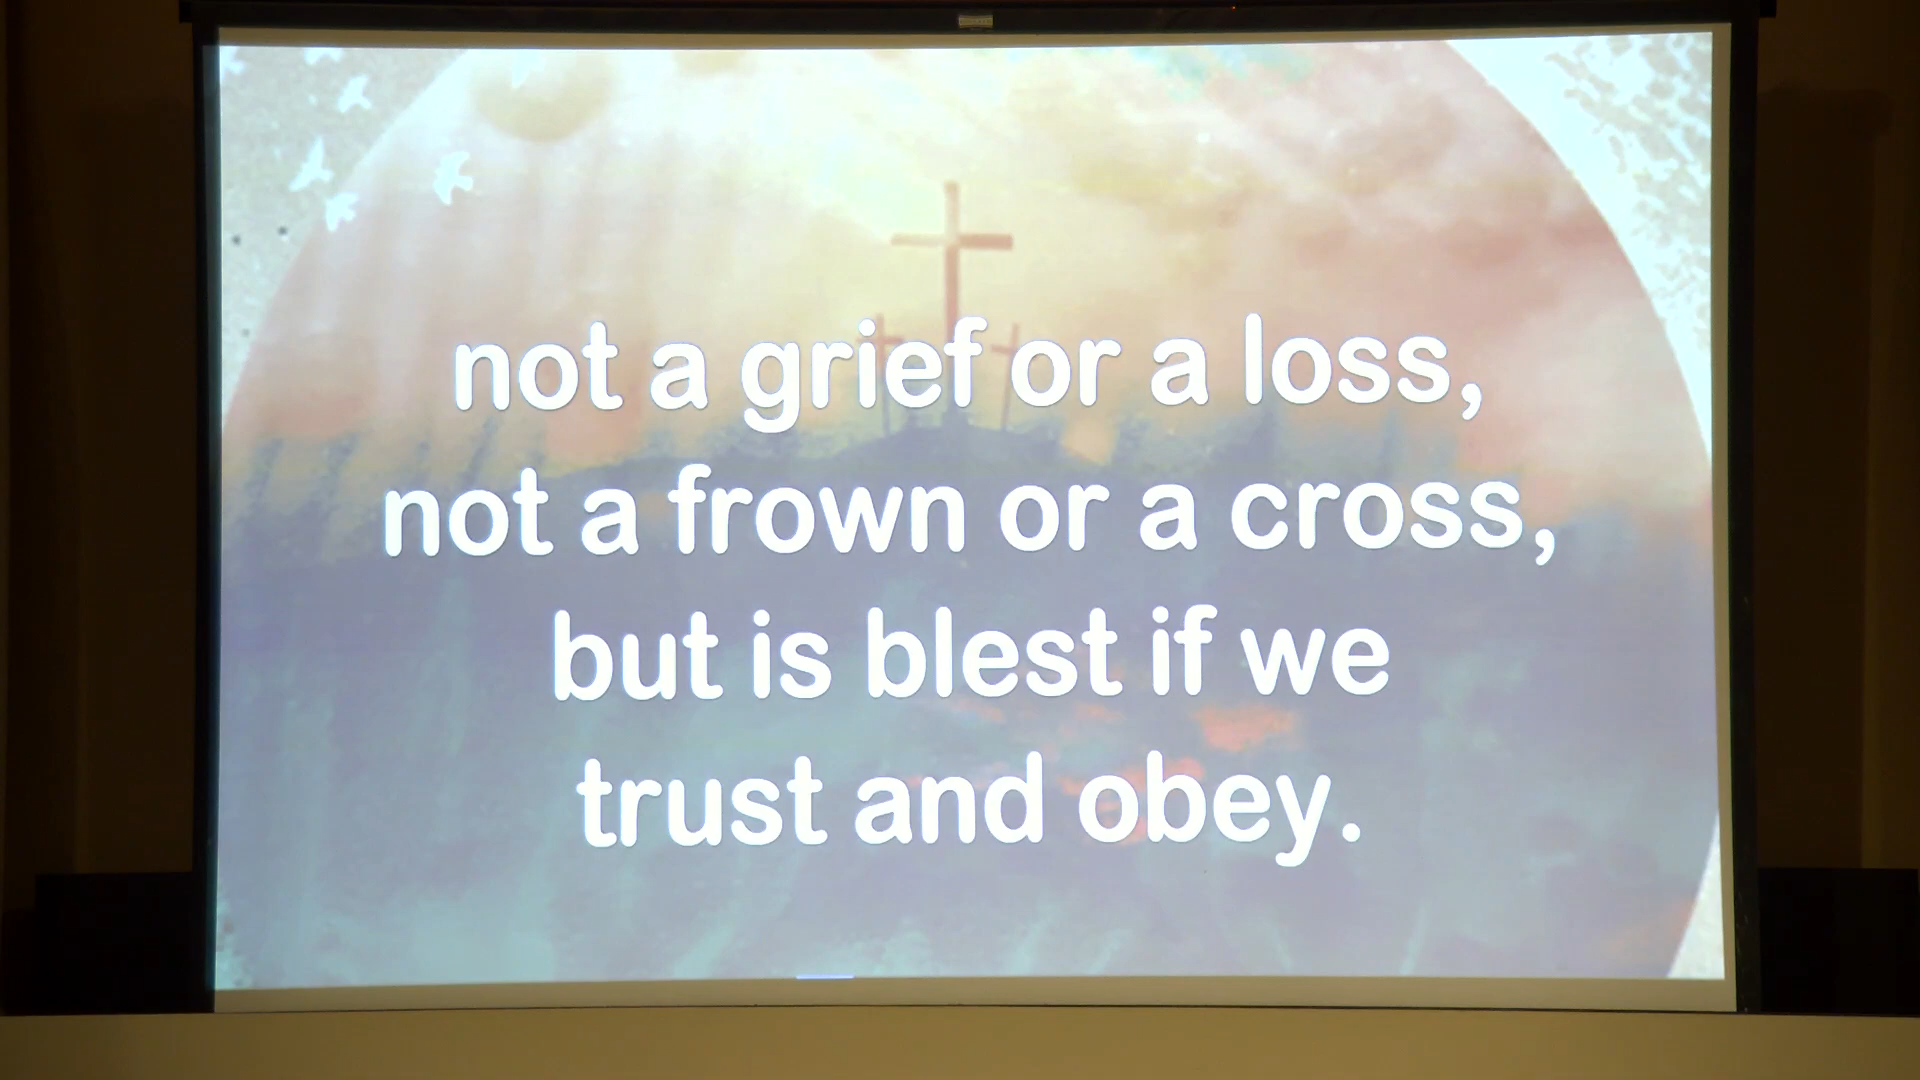 not a grief or a loss,
not a frown or a cross,
but is blest if we
trust and obey.